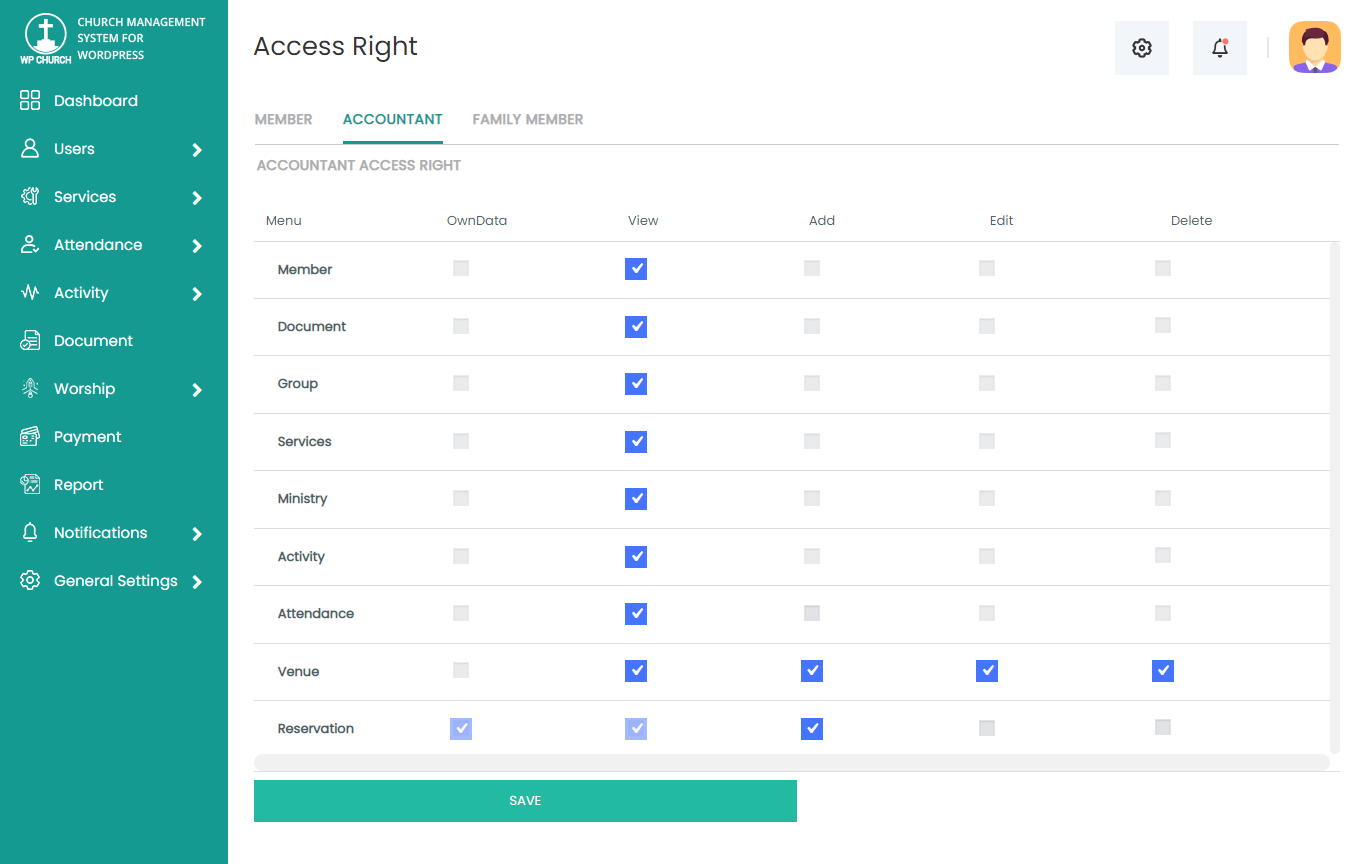 CHURCH MANAGEMENT
SYSTEM FOR
WORDPRESS
WP CHURCH
Dashboard
Users
Services
Attendance
Activity
Document
Worship
Payment
Report
Notifications
General Settings
Access Right
MEMBER ACCOUNTANT FAMILY MEMBER
ACCOUNTANT ACCESS RIGHT
Menu OwnData View Add Edit Delete
Member
Document
Group
Services
Ministry
Activity
Attendance
Venue
Reservation
SAVE